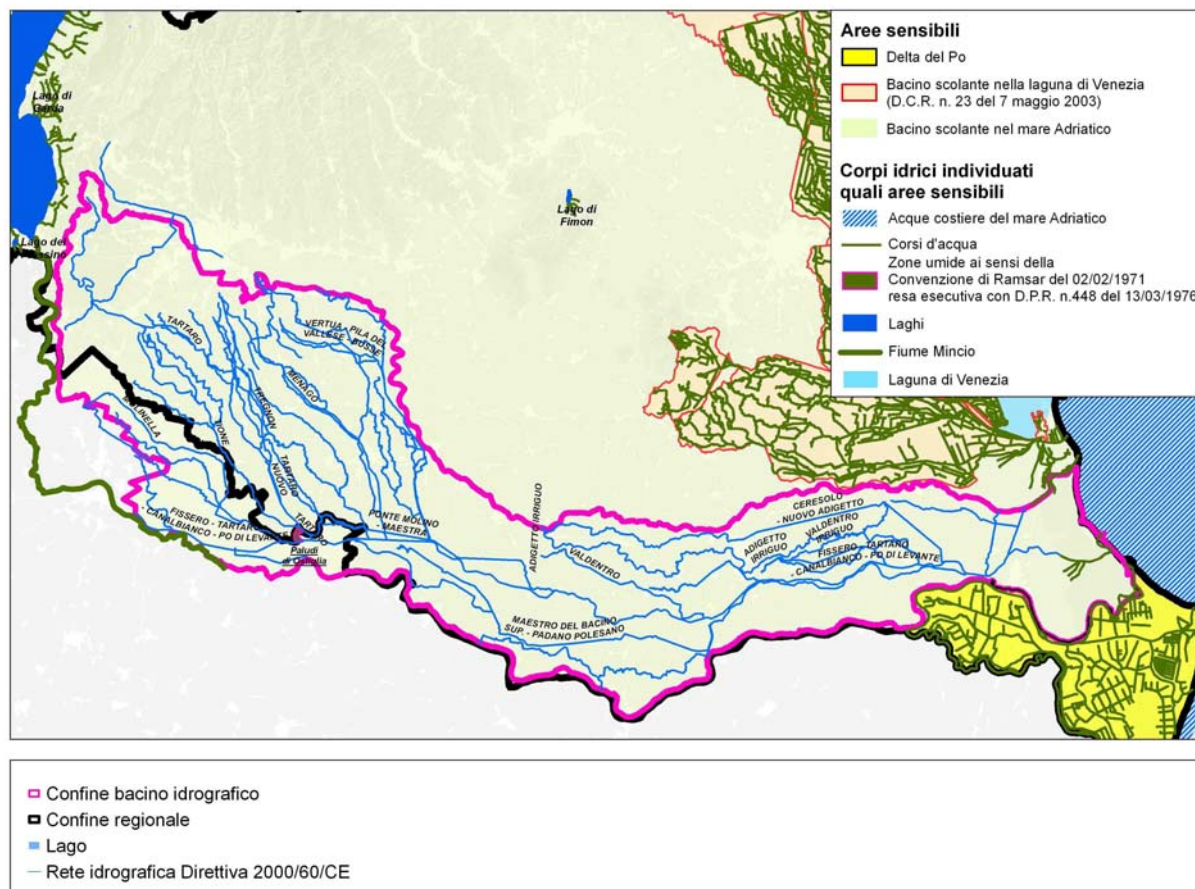 Aree sensibili
Delta del Po
Bacino scolante nella laguna di Venezia
(D.C.R. n. 23 del 7 maggio 2003)
Bacino scolante nel mare Adriatico
Corpi idrici individuati
quali aree sensibili
Acque costiere del mare Adriatico
Corsi d'acqua
Zone umide ai sensi della
Convenzione di Ramsar del 02/02/1971
resa esecutiva con D.P.R. n.448 del 13/03/1976
Laghi
Fiume Mincio
Laguna di Venezia
Lago di
Garda
Lago di
Fimon
Lago del
TARTARO
VERTUA - PILA DEL
VALLESE - BUSSE
MENAGO
TREGNON
MOLINELLA
TIONE
TARTARO
NUOVO
FISSERO - TARTARO
- CANALBIANCO - PO DI LEVANTE
PONTE MOLINO
- MAESTRA
Paludi
di Ostiglia
ADIGETTO IRRIGUO
VALDENTRO
CERESOLO
- NUOVO ADIGETTO
ADIGETTO
IRRIGUO
VALDENTRO
IRRIGUO
FISSERO - TARTARO
- CANALBIANCO - PO DI LEVANTE
MAESTRO DEL BACINO
SUP. - PADANO POLESANO
Confine bacino idrografico
Confine regionale
Lago
Rete idrografica Direttiva 2000/60/CE